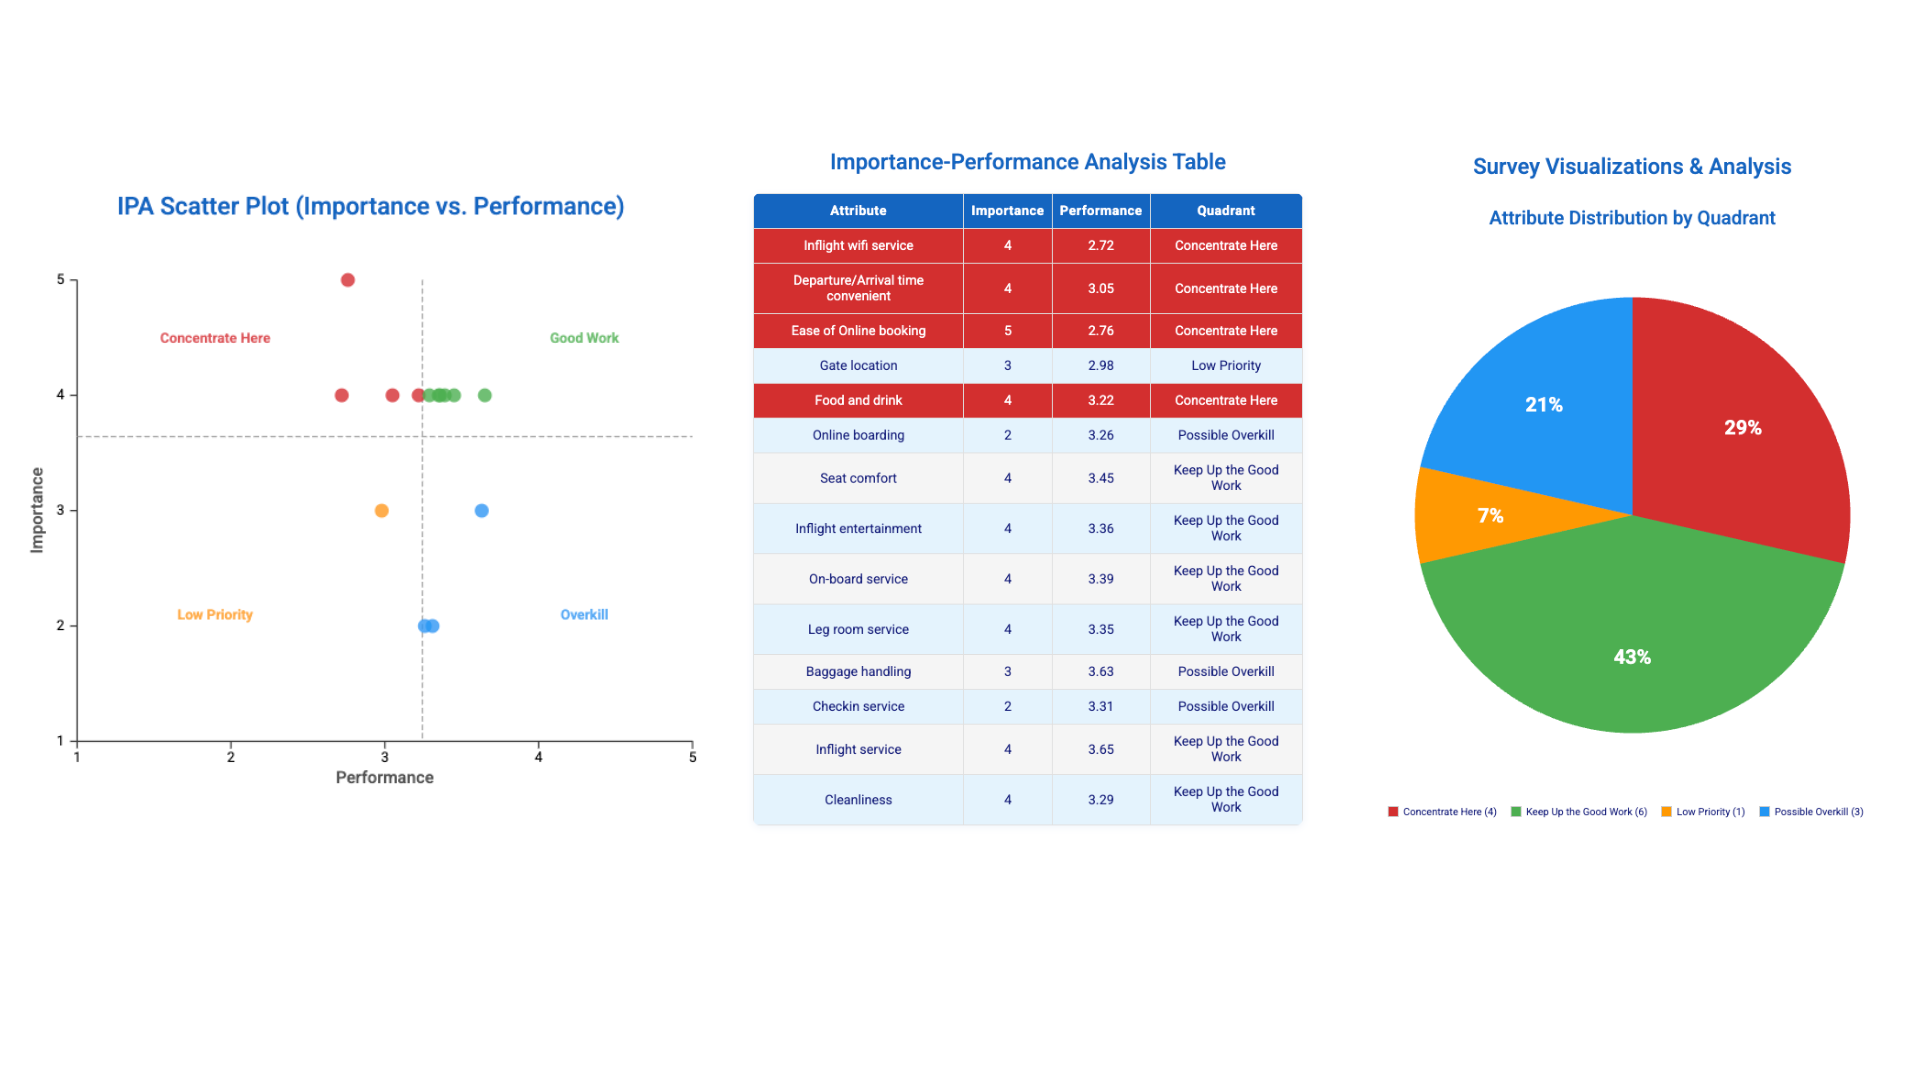 IPA Scatter Plot (Importance vs. Performance)
5
4
3
2
1
1
2
3
4
5
Importance
Performance
Concentrate Here
Good Work
Low Priority
Overkill
Importance-Performance Analysis Table
Attribute Importance Performance Quadrant
Inflight wifi service 4 2.72 Concentrate Here
Departure/Arrival time
convenient 4 3.05 Concentrate Here
Ease of Online booking 5 2.76 Concentrate Here
Gate location 3 2.98 Low Priority
Food and drink 4 3.22 Concentrate Here
Online boarding 2 3.26 Possible Overkill
Seat comfort 4 3.45 Keep Up the Good
Work
Inflight entertainment 4 3.36 Keep Up the Good
Work
On-board service 4 3.39 Keep Up the Good
Work
Leg room service 4 3.35 Keep Up the Good
Work
Baggage handling 3 3.63 Possible Overkill
Checkin service 2 3.31 Possible Overkill
Inflight service 4 3.65 Keep Up the Good
Work
Cleanliness 4 3.29 Keep Up the Good
Work
Survey Visualizations & Analysis
Attribute Distribution by Quadrant
21%
29%
7%
43%
Concentrate Here (4) Keep Up the Good Work (6) Low Priority (1) Possible Overkill (3)